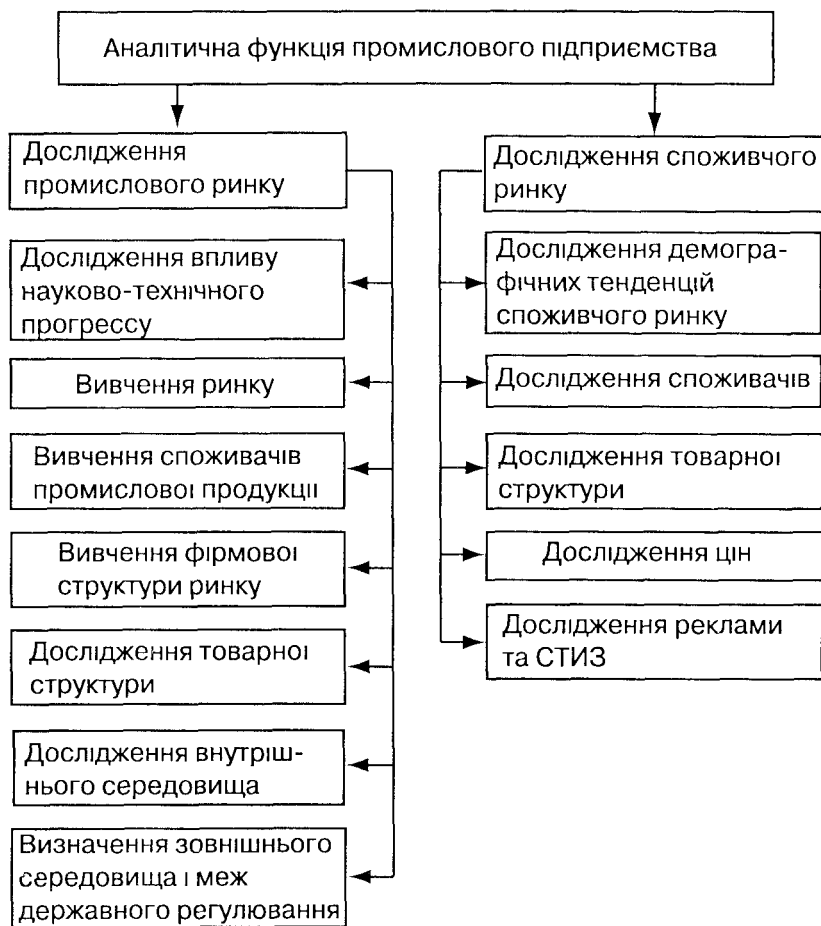 Аналітична функція промислового підприємства
Дослідження
промислового ринку
Дослідження впливу
науково-технічного
прогрессу
Вивчення ринку
Вивчення споживачів
промислової продукції
Вивчення фірмової
структури ринку
Дослідження товарної
структури
Дослідження внутріш-
нього середовища
Визначення зовнішнього
середовища і меж
державного регулювання
Дослідження споживчого
ринку
Дослідження демогра-
фічних тенденцій
споживчого ринку
Дослідження споживачів
Дослідження товарної
структури
Дослідження цін
Дослідження реклами
та СТИЗ